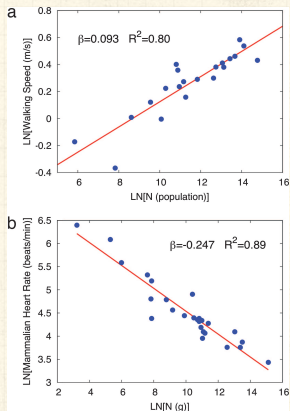 a
0.8
0.6
0.4
0.2
0
-0.2
-0.4
LN[Walking Speed (m/s)]
β=0.093 R²=0.80
6 8 10 12 14 16
LN[N (population)]
b
6.5
6
5.5
5
4.5
4
3.5
3
LN[Mammalian Heart Rate (beats/min)]
β=-0.247 R²=0.89
2 4 6 8 10 12 14 16
LN[N (g)]